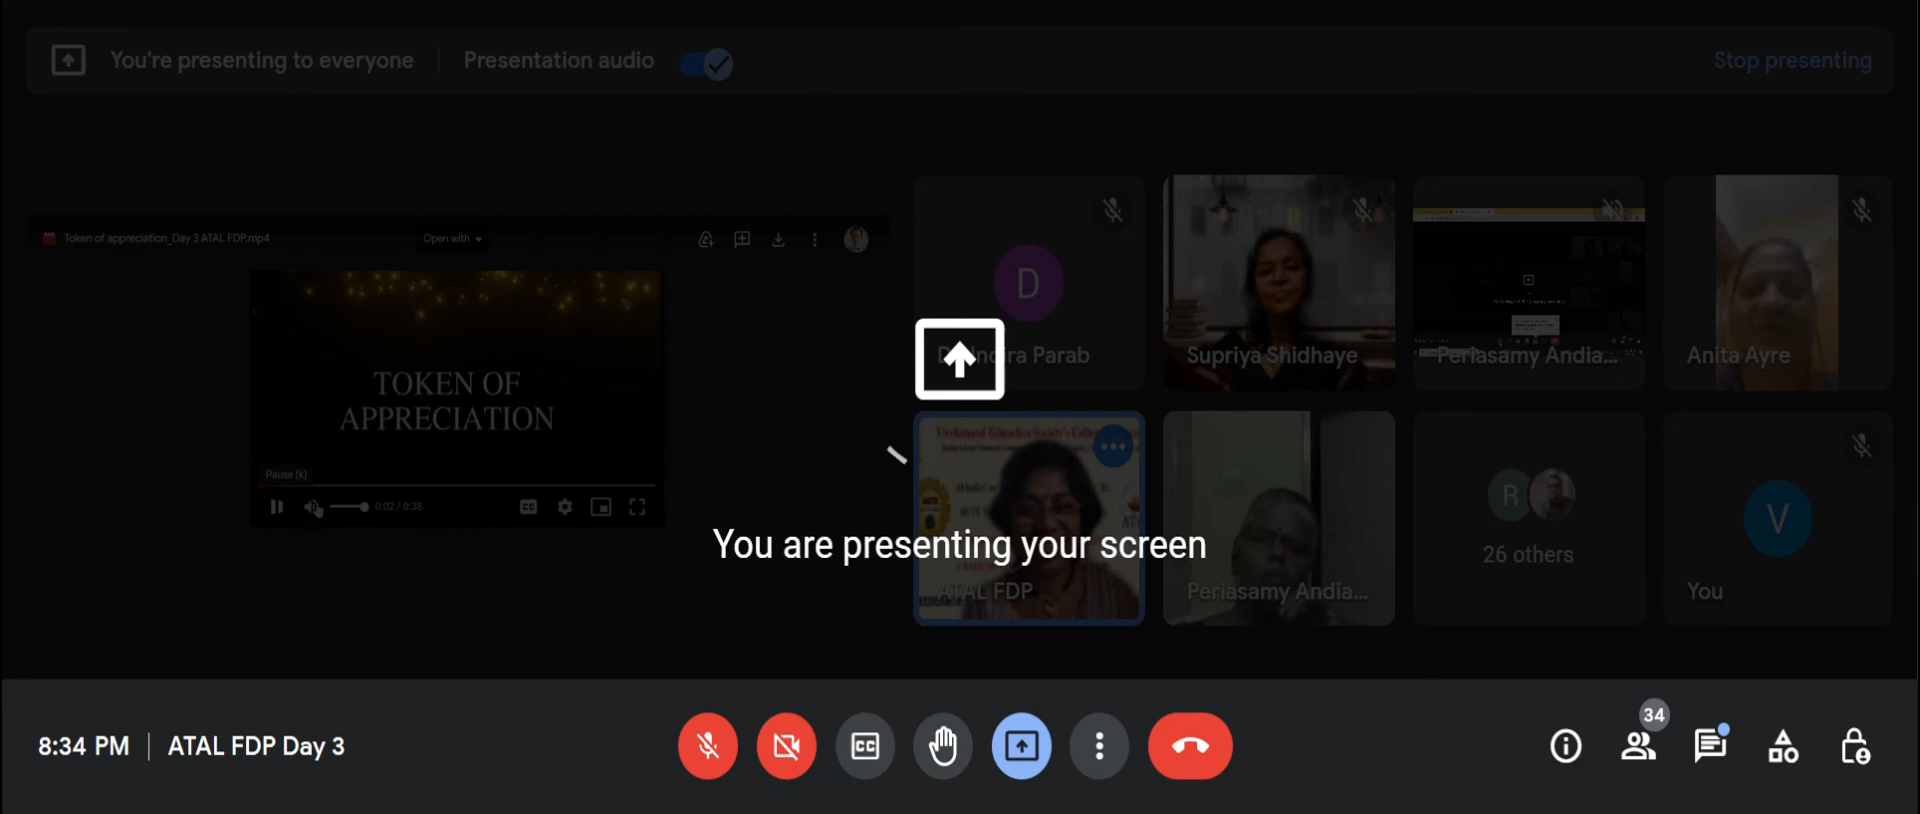 You're presenting to everyone
Presentation audio
Stop presenting
Token of appreciation_Day 3 ATAL FDP.mp4
Open with
TOKEN OF
APPRECIATION
Pause (k)
0:02 / 0:38
D
Parab
Supriya Shidhaye
Periasamy Andia...
Anita Ayre
You are presenting your screen
ATAL FDP
Periasamy Andia...
R
26 others
V
You
8:34 PM
ATAL FDP Day 3
CC
34